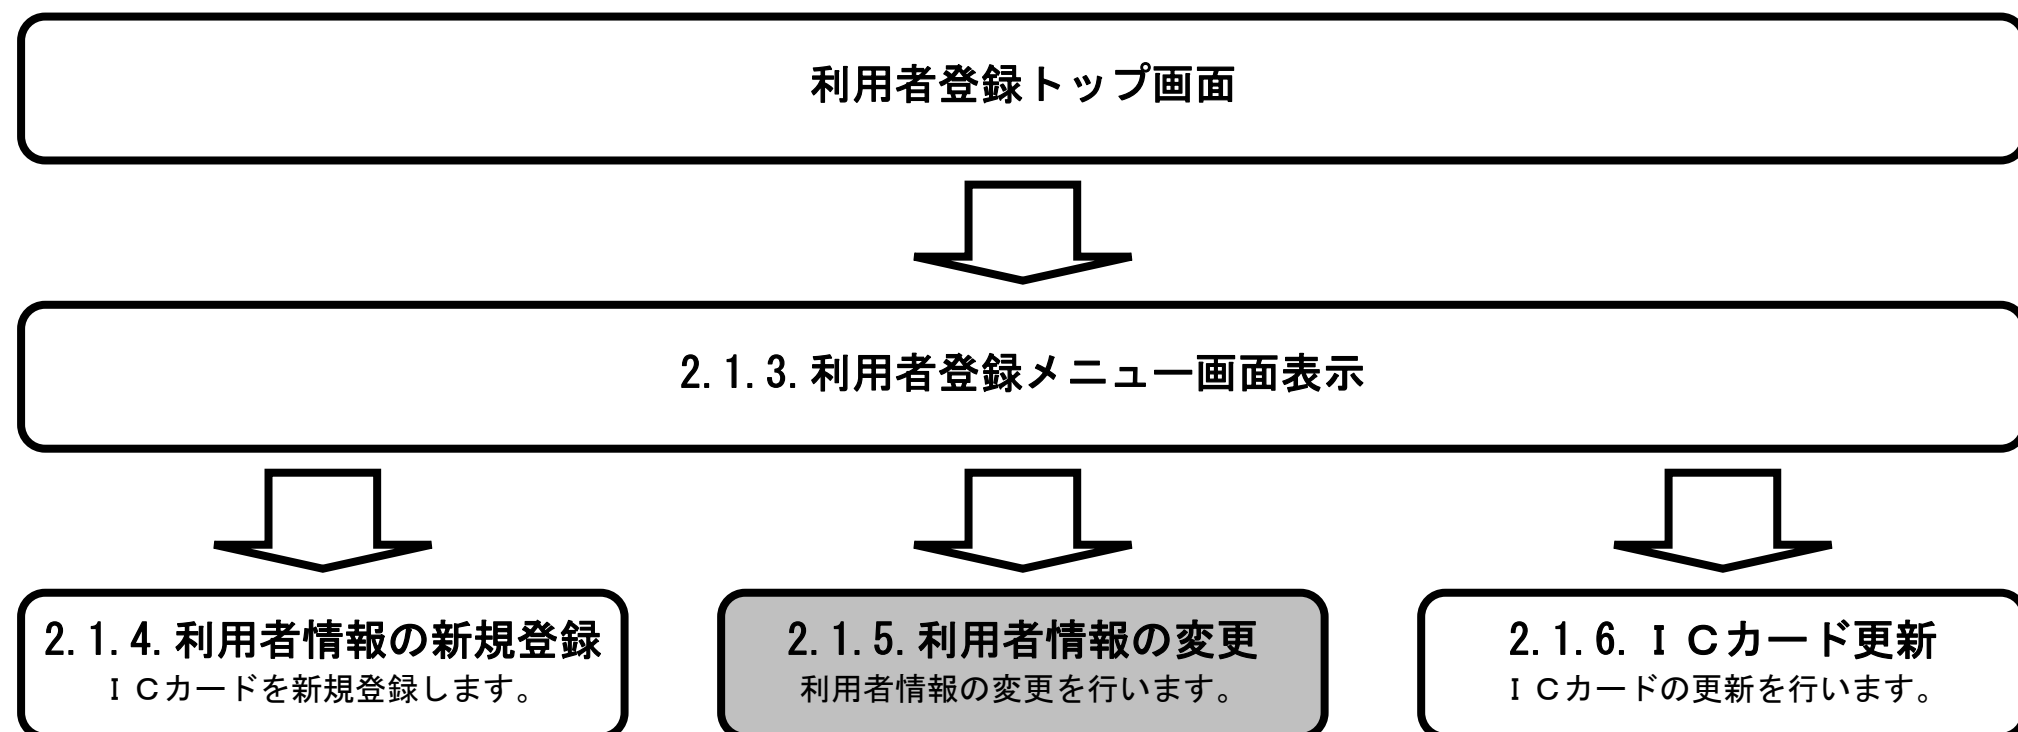 利用者登録トップ画面
2.1.3.利用者登録メニュー画面表示
2.1.4.利用者情報の新規登録
ＩＣカードを新規登録します。
2.1.5.利用者情報の変更
利用者情報の変更を行います。
2.1.6.ＩＣカード更新
ＩＣカードの更新を行います。